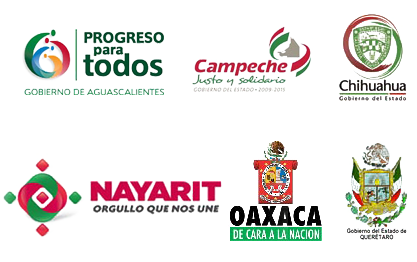 PROGRESO
para
todos
GOBIERNO DE AGUASCALIENTES
Campeche
Justo y solidario
GOBIERNO DEL ESTADO • 2009-2015
Chihuahua
Gobierno del Estado
NAYARIT
ORGULLO QUE NOS UNE
OAXACA
DE CARA A LA NACION
Gobierno del Estado de
QUERÉTARO